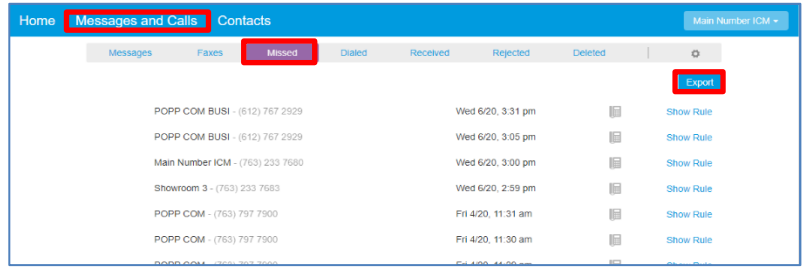 Home Messages and Calls Contacts Main Number ICM
Messages Faxes Missed Dialed Received Rejected Deleted
Export
POPP COM BUSI - (612) 767 2929 Wed 6/20, 3:31 pm Show Rule
POPP COM BUSI - (612) 767 2929 Wed 6/20, 3:05 pm Show Rule
Main Number ICM - (763) 233 7680 Wed 6/20, 3:00 pm Show Rule
Showroom 3 - (763) 233 7683 Wed 6/20, 2:59 pm Show Rule
POPP COM - (763) 797 7900 Fri 4/20, 11:31 am Show Rule
POPP COM - (763) 797 7900 Fri 4/20, 11:30 am Show Rule